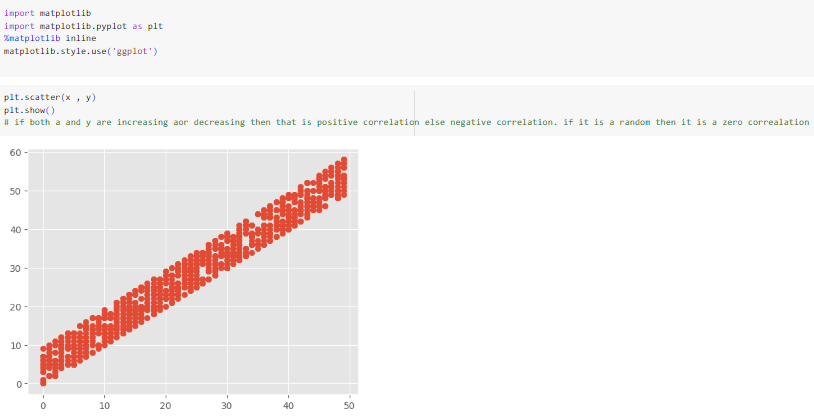 import matplotlib
import matplotlib.pyplot as plt
%matplotlib inline
matplotlib.style.use('ggplot')
plt.scatter(x , y)
plt.show()
# if both a and y are increasing aor decreasing then that is positive correlation else negative correlation. if it is a random then it is a zero correalation
60
50
40
30
20
10
0
0 10 20 30 40 50